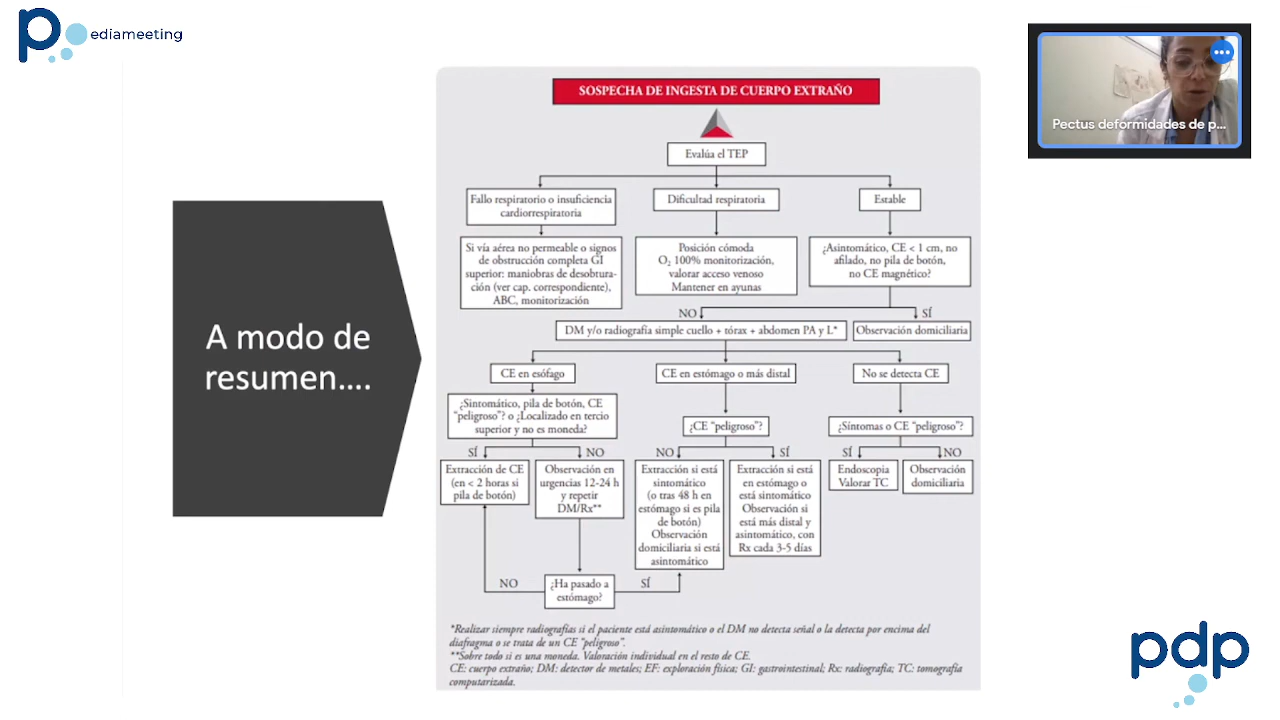 ediameeting
Pectus deformidades de p...
A modo de
resumen....
SOSPECHA DE INGESTA DE CUERPO EXTRAÑO
Evalúa el TEP
Fallo respiratorio o insuficiencia
cardiorrespiratoria
Dificultad respiratoria
Estable
Si vía aérea no permeable o signos
de obstrucción completa GI
superior: maniobras de desobtura-
ción (ver cap. correspondiente),
ABC, monitorización
Posición cómoda
O₂ 100% monitorización,
valorar acceso venoso
Mantener en ayunas
¿Asintomático, CE < 1 cm, no
afilado, no pila de botón,
no CE magnético?
NO
SÍ
DM y/o radiografía simple cuello + tórax + abdomen PA y L*
Observación domiciliaria
CE en esófago
CE en estómago o más distal
No se detecta CE
¿Sintomático, pila de botón, CE
“peligroso”? o ¿Localizado en tercio
superior y no es moneda?
¿CE “peligroso”?
¿Síntomas o CE “peligroso”?
SÍ
NO
NO
SÍ
SÍ
NO
Extracción de CE
(en < 2 horas si
pila de botón)
Observación en
urgencias 12-24 h
y repetir
DM/Rx**
Extracción si está
sintomático
(o tras 48 h en
estómago si es pila
de botón)
Observación
domiciliaria si está
asintomático
Extracción si está
en estómago o
está sintomático
Observación si
está más distal y
asintomático, con
Rx cada 3-5 días
Endoscopia
Valorar TC
Observación
domiciliaria
NO
¿Ha pasado a
estómago?
SÍ
*Realizar siempre radiografías si el paciente está asintomático o el DM no detecta señal o la detecta por encima del
diafragma o se trata de un CE “peligroso”.
**Sobre todo si es una moneda. Valoración individual en el resto de CE.
CE: cuerpo extraño; DM: detector de metales; EF: exploración física; GI: gastrointestinal; Rx: radiografía; TC: tomografía
computarizada.
pdp